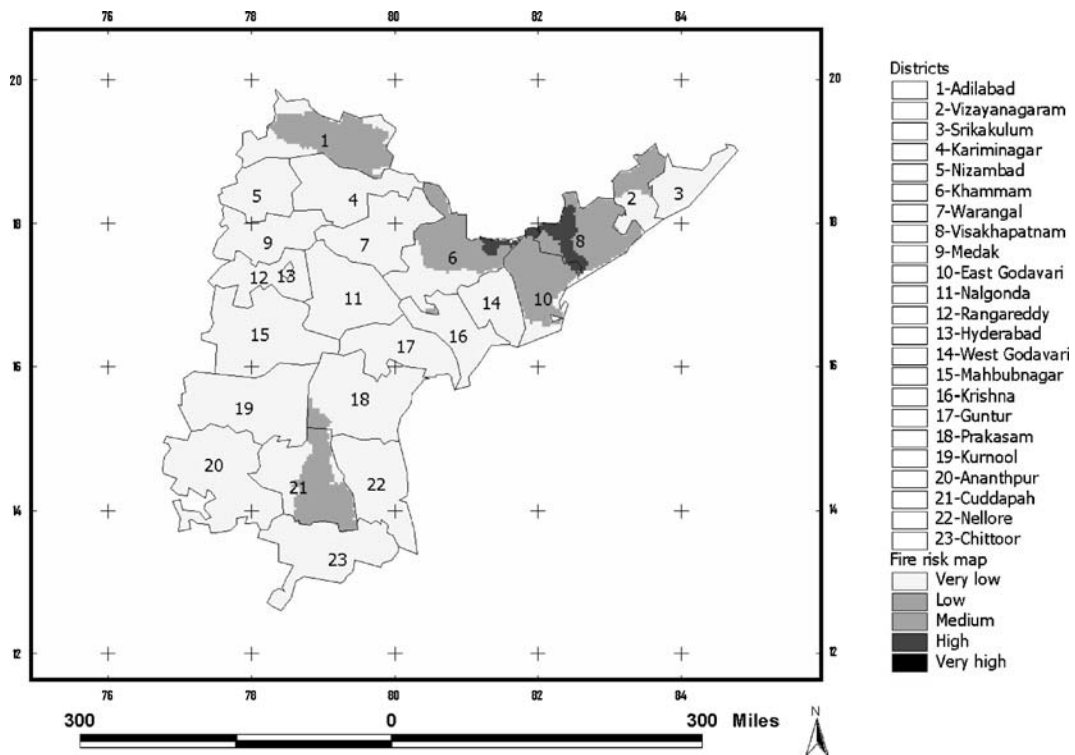 76 78 80 82 84
20 20
18 18
16 16
14 14
12 12
76 78 80 82 84
1
2
3
4
5
6
7
8
9
10
11
12
13
14
15
16
17
18
19
20
21
22
23
300 0 300 Miles
N
Districts
1-Adilabad
2-Vizayanagaram
3-Srikakulum
4-Kariminagar
5-Nizambad
6-Khammam
7-Warangal
8-Visakhapatnam
9-Medak
10-East Godavari
11-Nalgonda
12-Rangareddy
13-Hyderabad
14-West Godavari
15-Mahbubnagar
16-Krishna
17-Guntur
18-Prakasam
19-Kurnool
20-Ananthpur
21-Cuddapah
22-Nellore
23-Chittoor
Fire risk map
Very low
Low
Medium
High
Very high